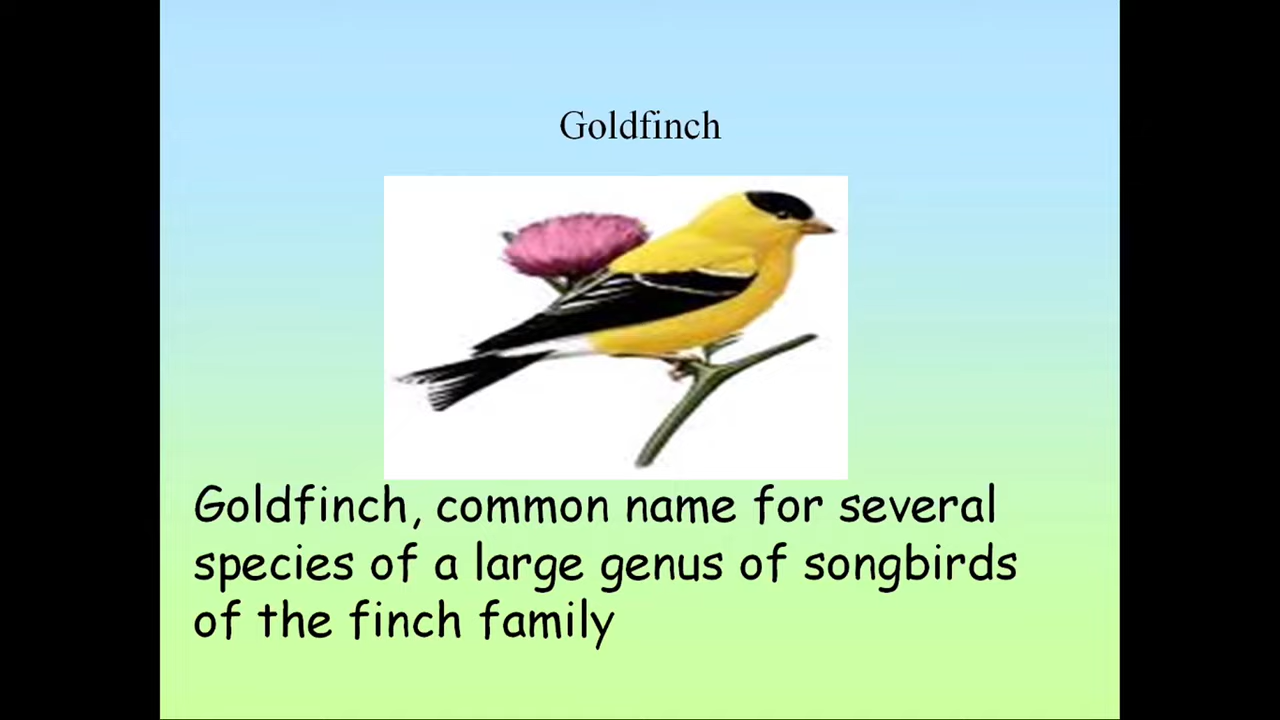 Goldfinch
Goldfinch, common name for several
species of a large genus of songbirds
of the finch family